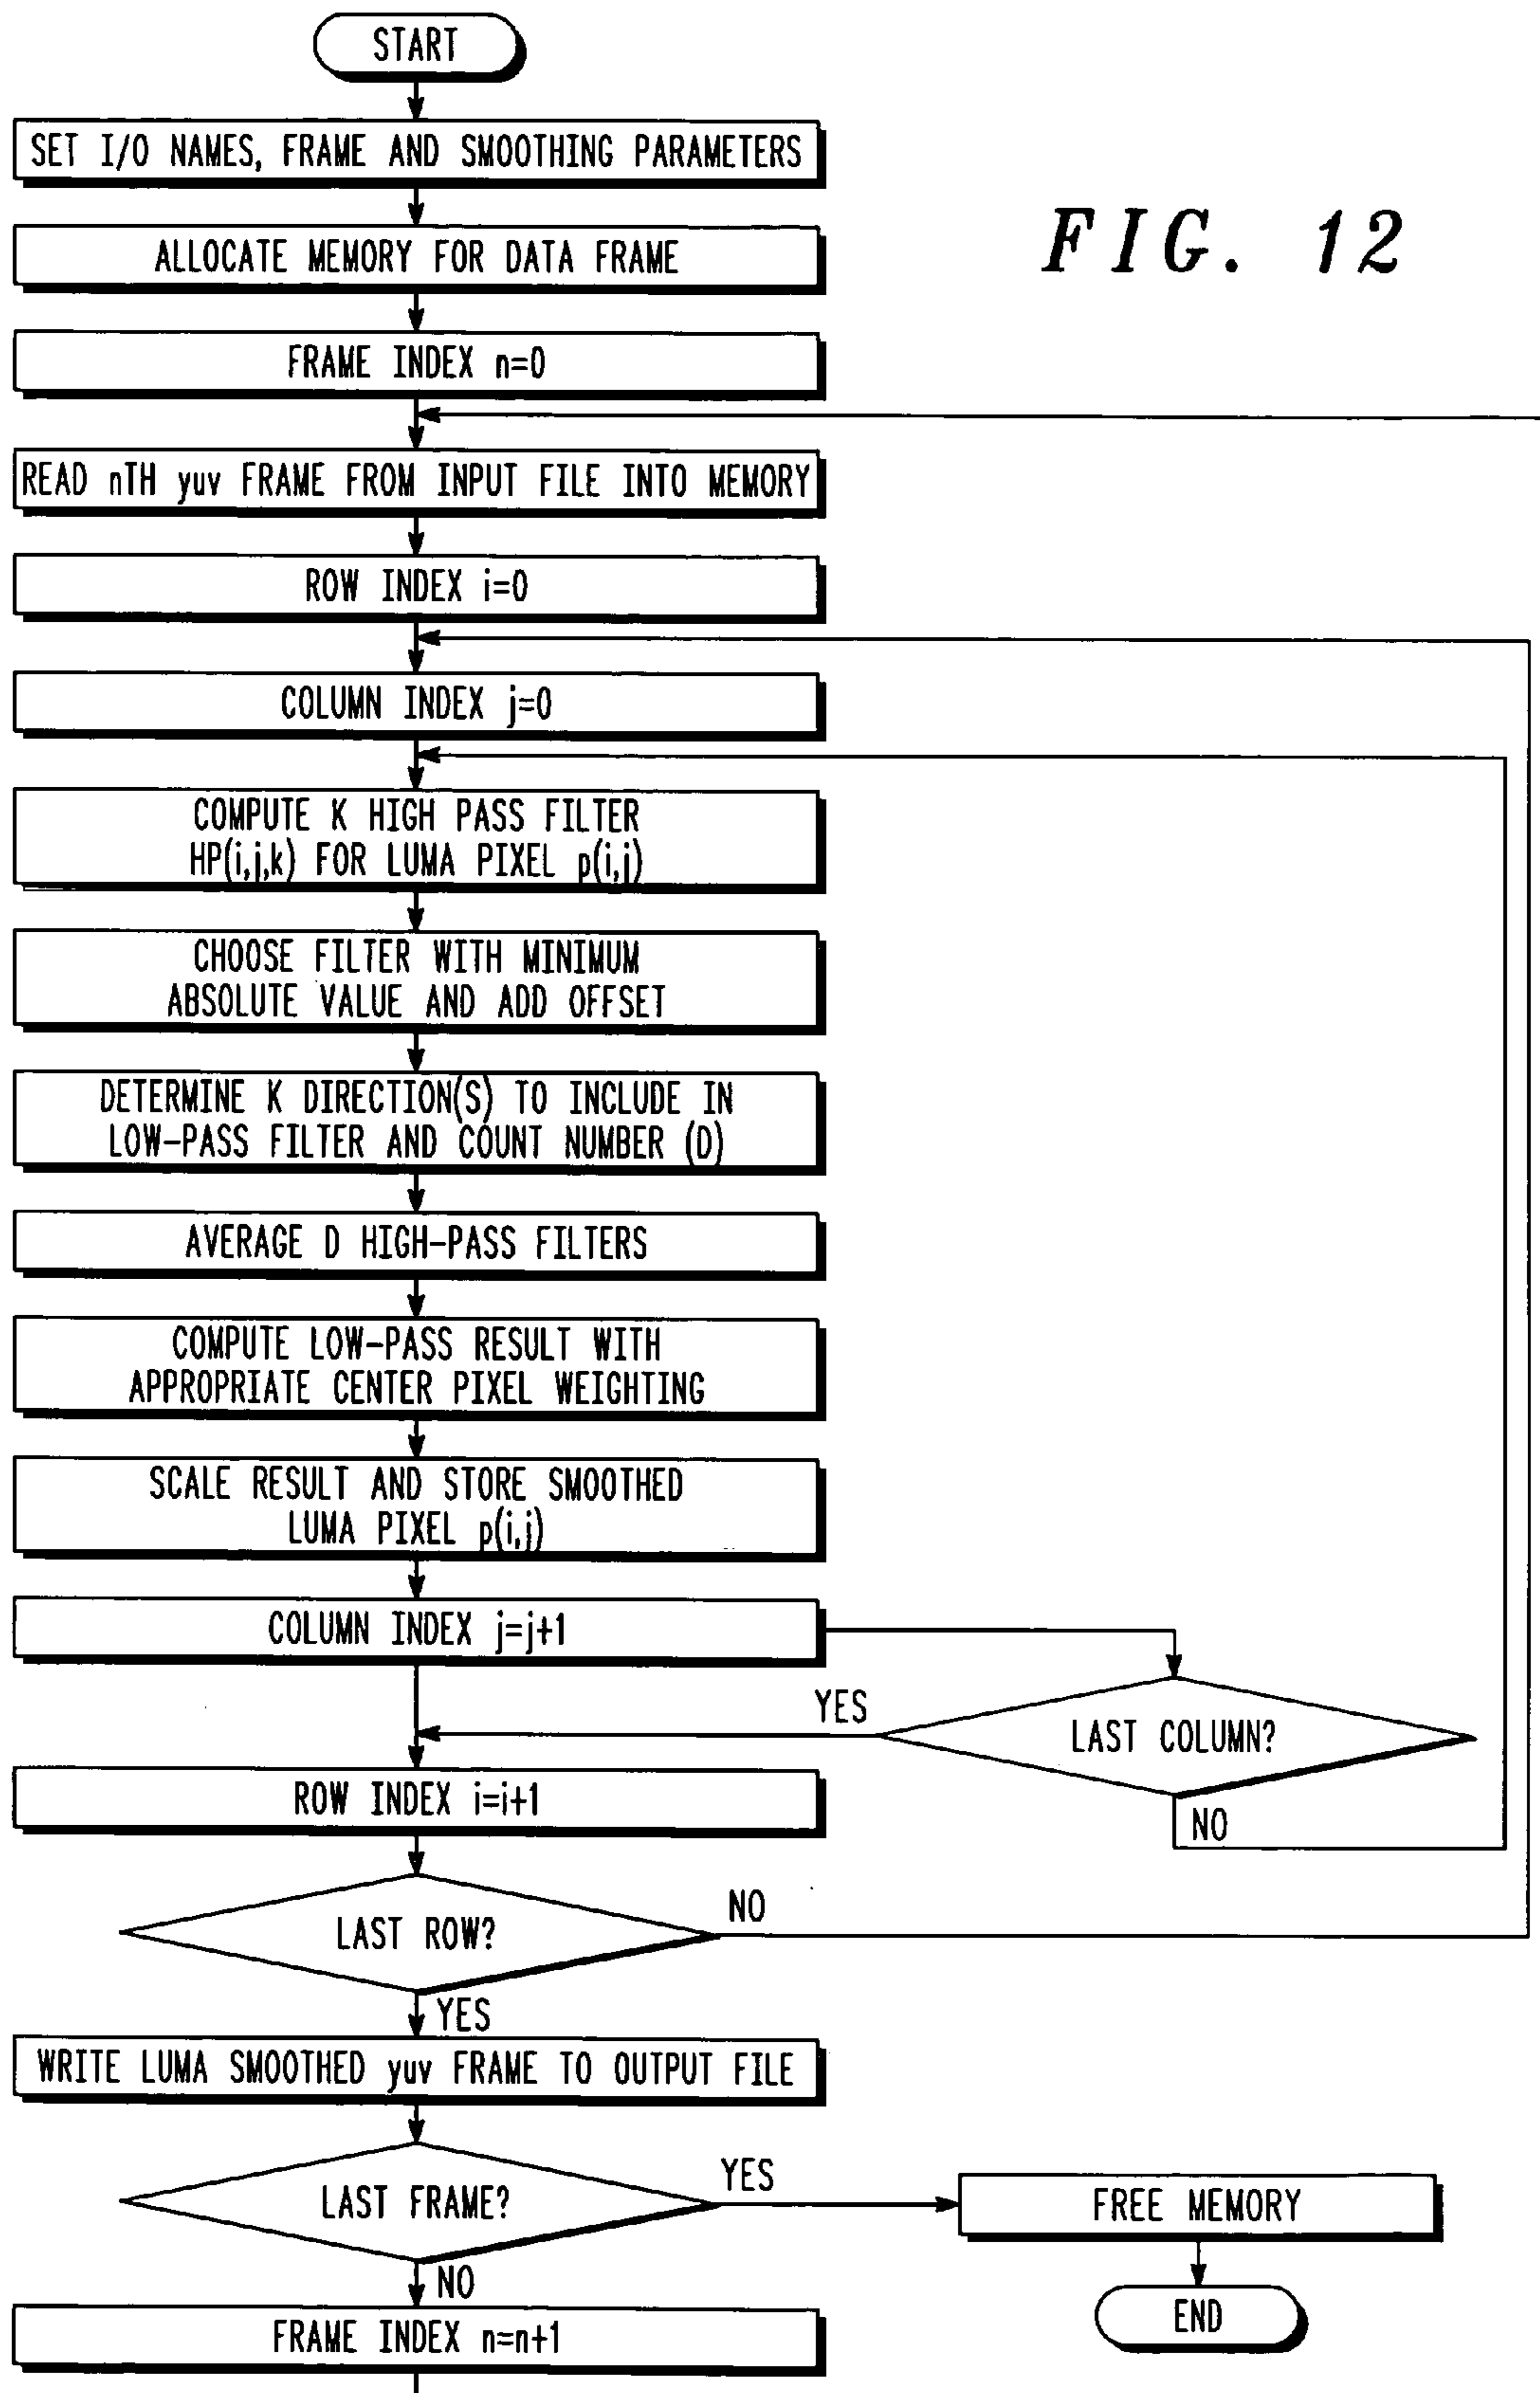 START
SET I/O NAMES, FRAME AND SMOOTHING PARAMETERS
FIG. 12
ALLOCATE MEMORY FOR DATA FRAME
FRAME INDEX n=0
READ nTH yuv FRAME FROM INPUT FILE INTO MEMORY
ROW INDEX i=0
COLUMN INDEX j=0
COMPUTE K HIGH PASS FILTER
HP(i,j,k) FOR LUMA PIXEL p(i,j)
CHOOSE FILTER WITH MINIMUM
ABSOLUTE VALUE AND ADD OFFSET
DETERMINE K DIRECTION(S) TO INCLUDE IN
LOW-PASS FILTER AND COUNT NUMBER (D)
AVERAGE D HIGH-PASS FILTERS
COMPUTE LOW-PASS RESULT WITH
APPROPRIATE CENTER PIXEL WEIGHTING
SCALE RESULT AND STORE SMOOTHED
LUMA PIXEL p(i,j)
COLUMN INDEX j=j+1
YES
LAST COLUMN?
NO
ROW INDEX i=i+1
LAST ROW?
NO
YES
WRITE LUMA SMOOTHED yuv FRAME TO OUTPUT FILE
LAST FRAME?
YES
FREE MEMORY
NO
END
FRAME INDEX n=n+1